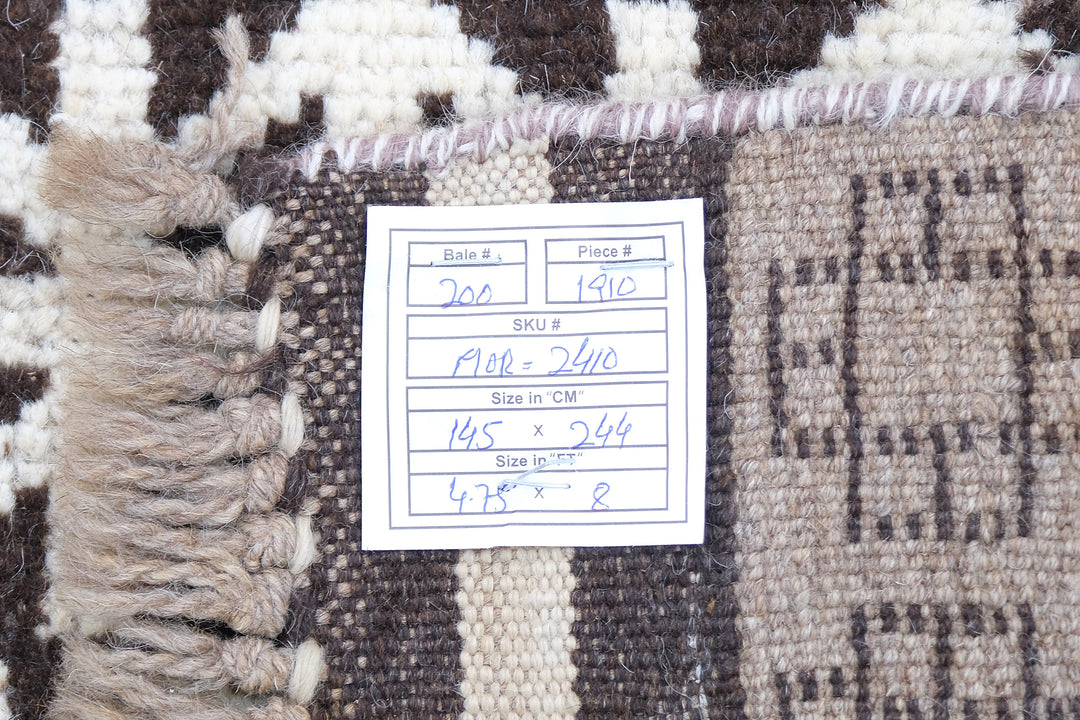 Bale # Piece #
200 1910
SKU #
MOR = 2410
Size in "CM"
145 x 244
Size in "FT"
4.75 x 8